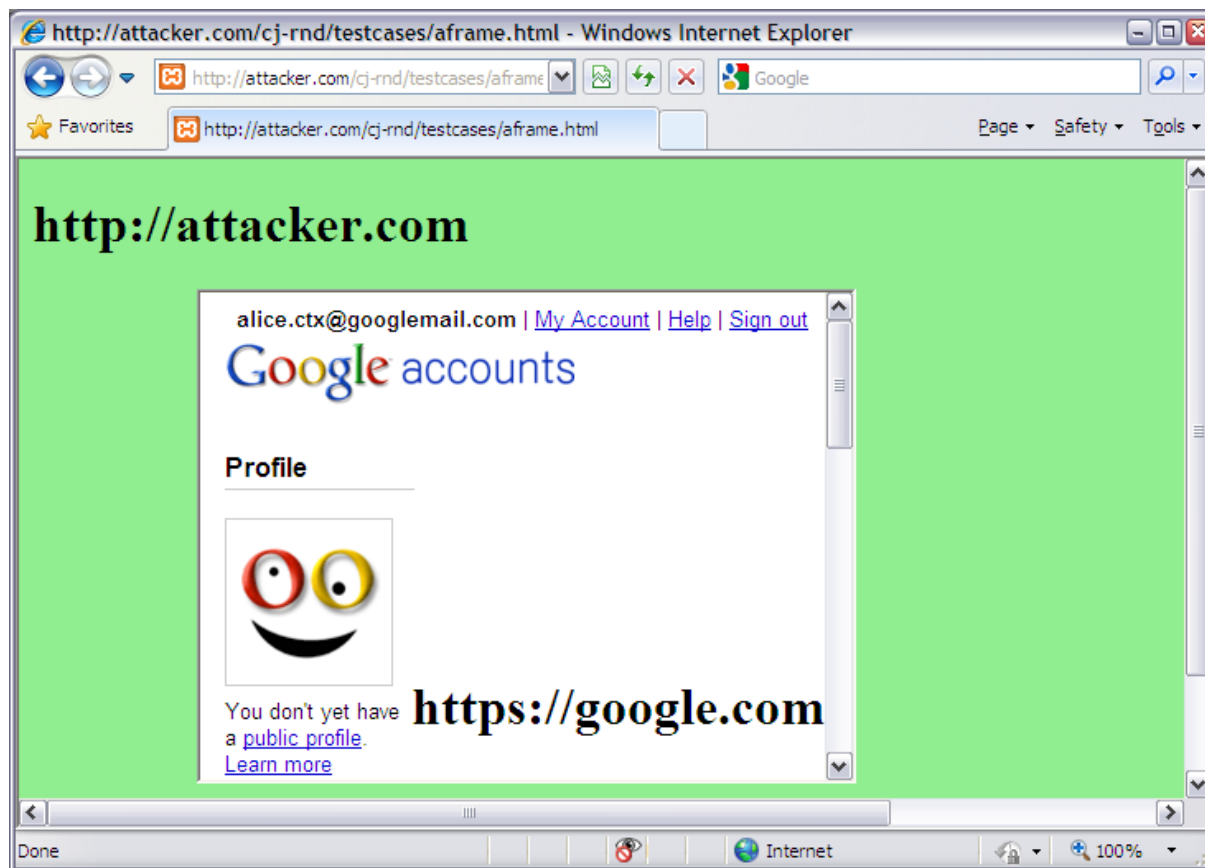 http://attacker.com/cj-rnd/testcases/aframe.html - Windows Internet Explorer
http://attacker.com/cj-rnd/testcases/aframe Google
Favorites http://attacker.com/cj-rnd/testcases/aframe.html Page Safety Tools
http://attacker.com
alice.ctx@googlemail.com | My Account | Help | Sign out
Google accounts
Profile
You don't yet have
a public profile.
Learn more
https://google.com
Done Internet 100%